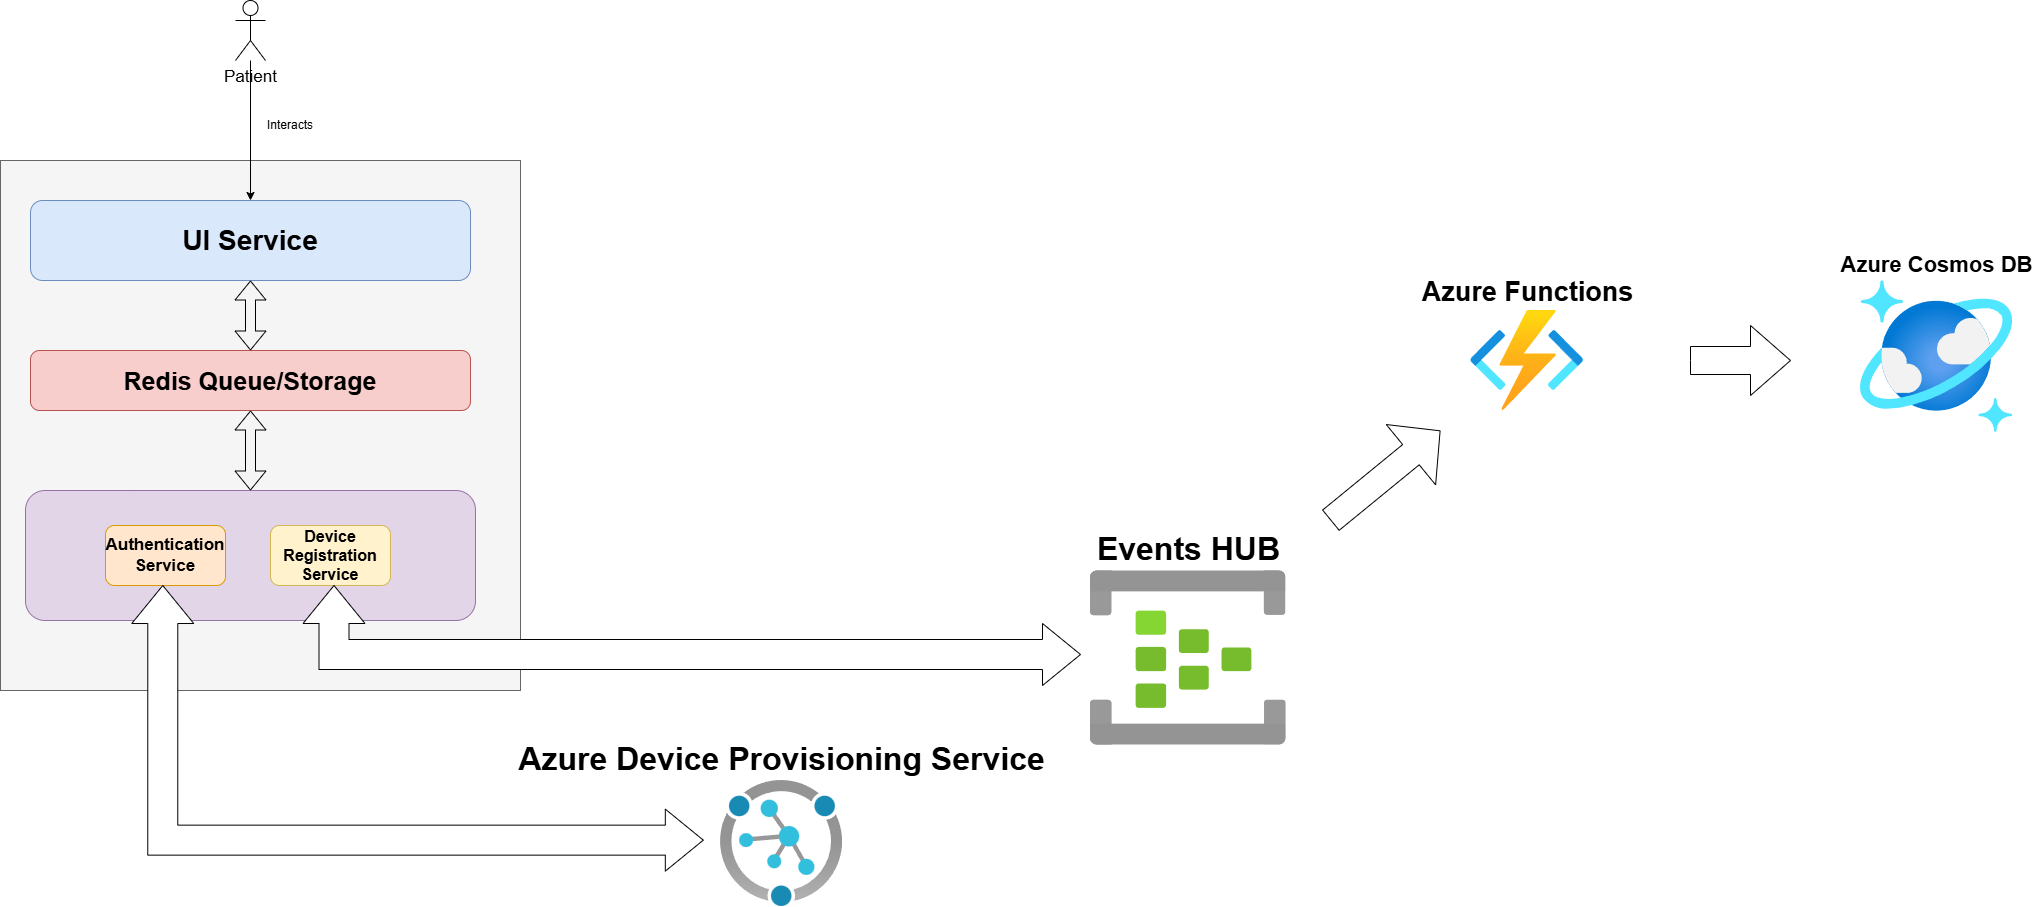 Patient
Interacts
UI Service
Redis Queue/Storage
Authentication
Service
Device
Registration
Service
Azure Device Provisioning Service
Events HUB
Azure Functions
Azure Cosmos DB